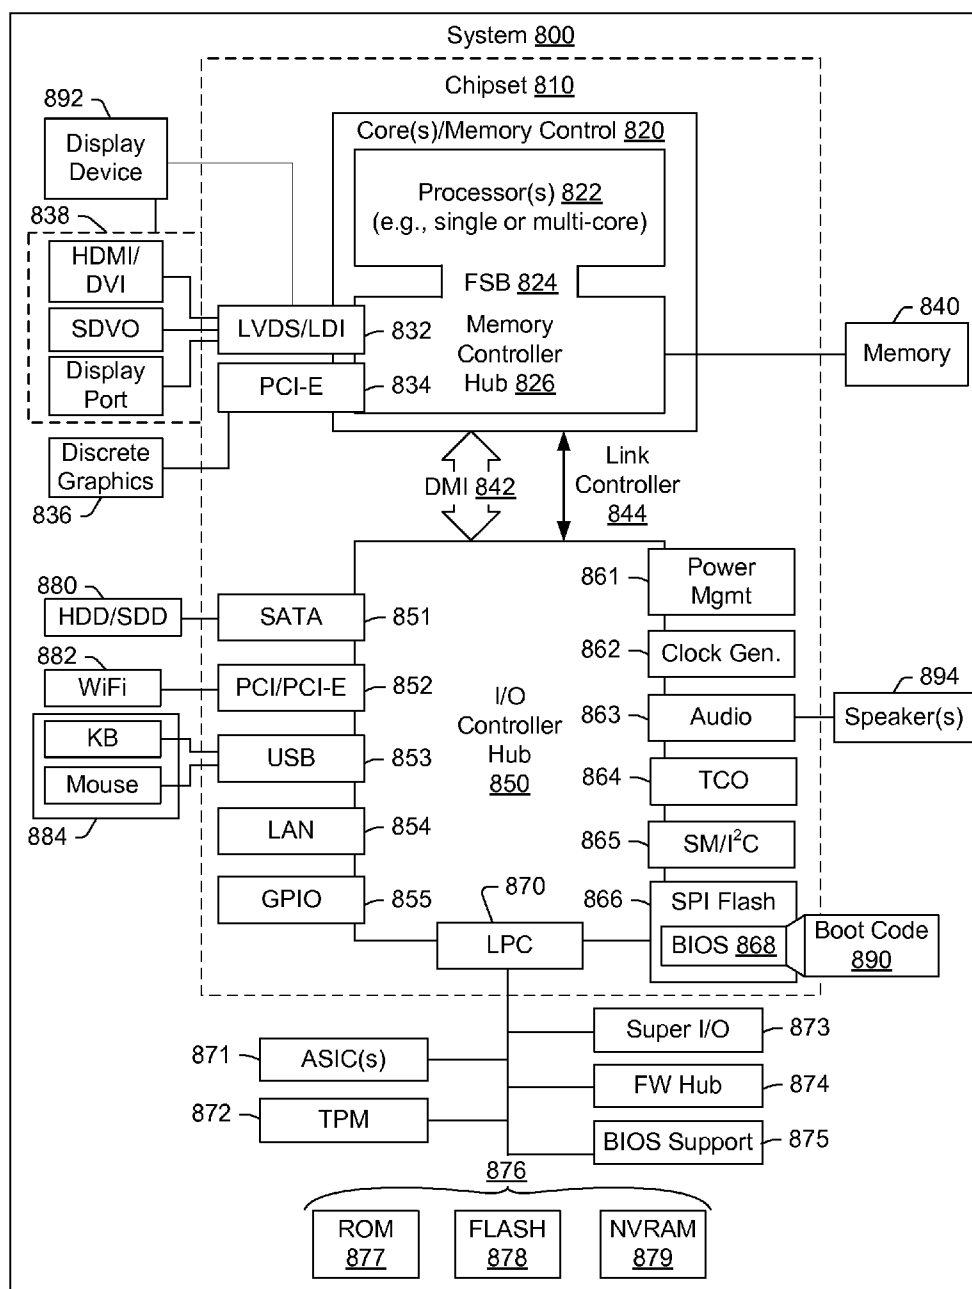 System 800
Chipset 810
892
Display
Device
Core(s)/Memory Control 820
Processor(s) 822
(e.g., single or multi-core)
838
HDMI/
DVI
SDVO
Display
Port
FSB 824
LVDS/LDI
832
Memory
Controller
Hub 826
PCI-E
834
840
Memory
Discrete
Graphics
836
DMI 842
Link
Controller
844
880
HDD/SDD
SATA
851
882
WiFi
PCI/PCI-E
852
KB
Mouse
884
USB
853
LAN
854
GPIO
855
I/O
Controller
Hub
850
861
Power
Mgmt
862
Clock Gen.
863
Audio
894
Speaker(s)
864
TCO
865
SM/I²C
866
SPI Flash
BIOS 868
Boot Code
890
870
LPC
871
ASIC(s)
872
TPM
Super I/O
873
FW Hub
874
BIOS Support
875
876
ROM
877
FLASH
878
NVRAM
879